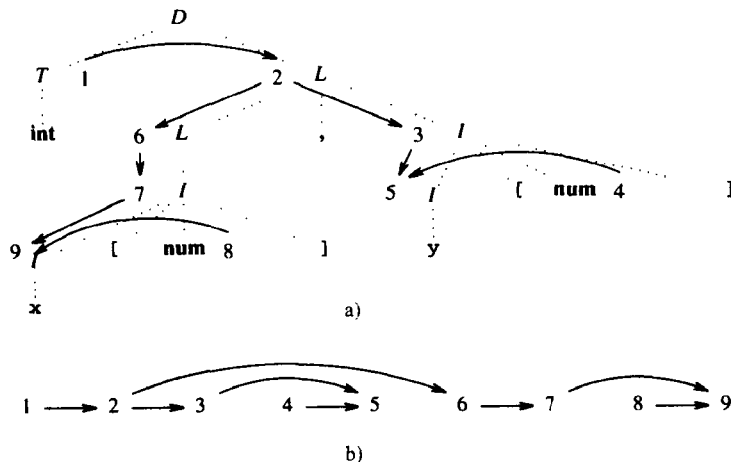 D
T 1 2 L
int 6 L , 3 I
7 I 5 I [ num 4 ]
9 [ num 8 ] y
x
a)
1 2 3 4 5 6 7 8 9
b)